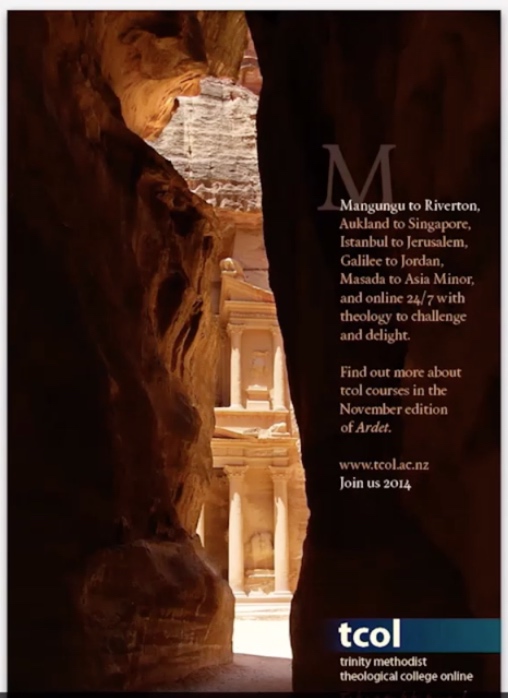 M
Mangungu to Riverton,
Aukland to Singapore,
Istanbul to Jerusalem,
Galilee to Jordan,
Masada to Asia Minor,
and online 24/7 with
theology to challenge
and delight.
Find out more about
tcol courses in the
November edition
of Ardet.
www.tcol.ac.nz
Join us 2014
tcol
trinity methodist
theological college online